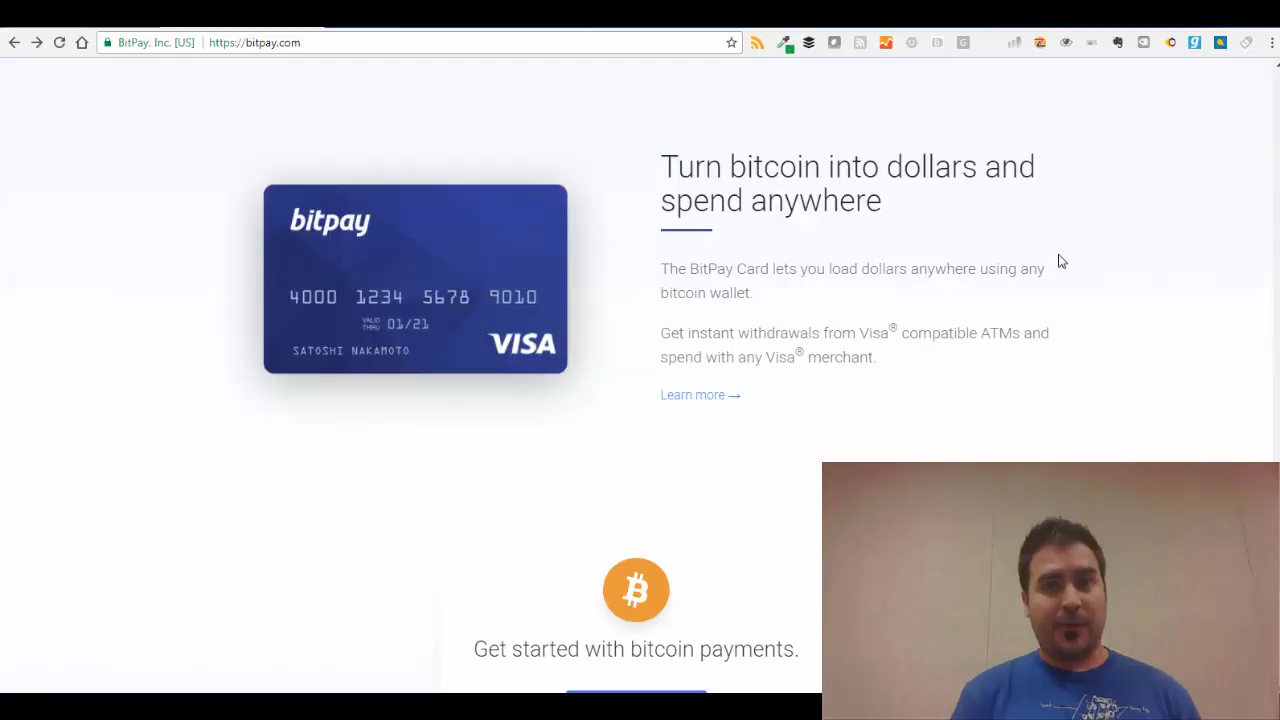 BitPay, Inc. [US] https://bitpay.com
bitpay
4000 1234 5678 9010
VALID THRU 01/21
SATOSHI NAKAMOTO
VISA
Turn bitcoin into dollars and
spend anywhere
The BitPay Card lets you load dollars anywhere using any
bitcoin wallet.
Get instant withdrawals from Visa® compatible ATMs and
spend with any Visa® merchant.
Learn more →
Get started with bitcoin payments.